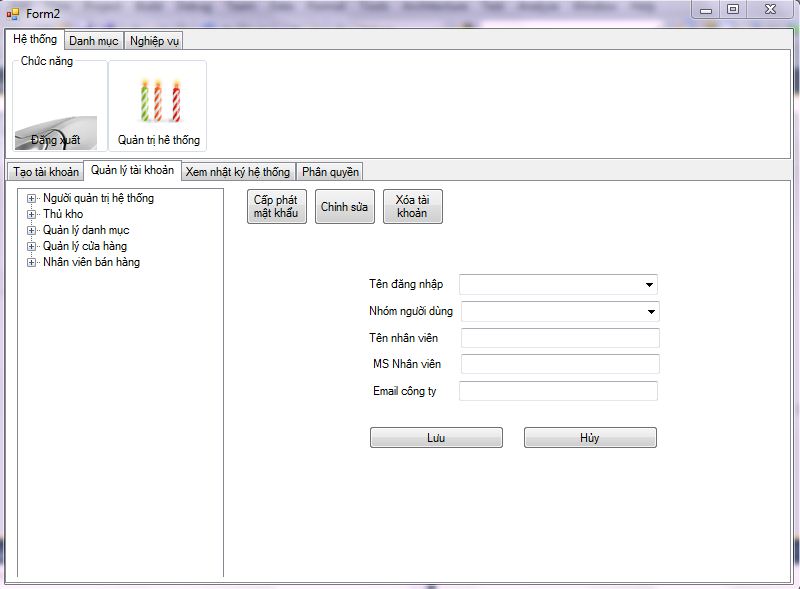 Form2
Hệ thống
Danh mục
Nghiệp vụ
Chức năng
Đăng xuất
Quản trị hê thống
Tạo tài khoản
Quản lý tài khoản
Xem nhật ký hệ thống
Phân quyền
Người quản trị hệ thống
Thủ kho
Quản lý danh mục
Quản lý cửa hàng
Nhân viên bán hàng
Cấp phát
mật khẩu
Chỉnh sửa
Xóa tài
khoản
Tên đăng nhập
Nhóm người dùng
Tên nhân viên
MS Nhân viên
Email công ty
Lưu
Hủy